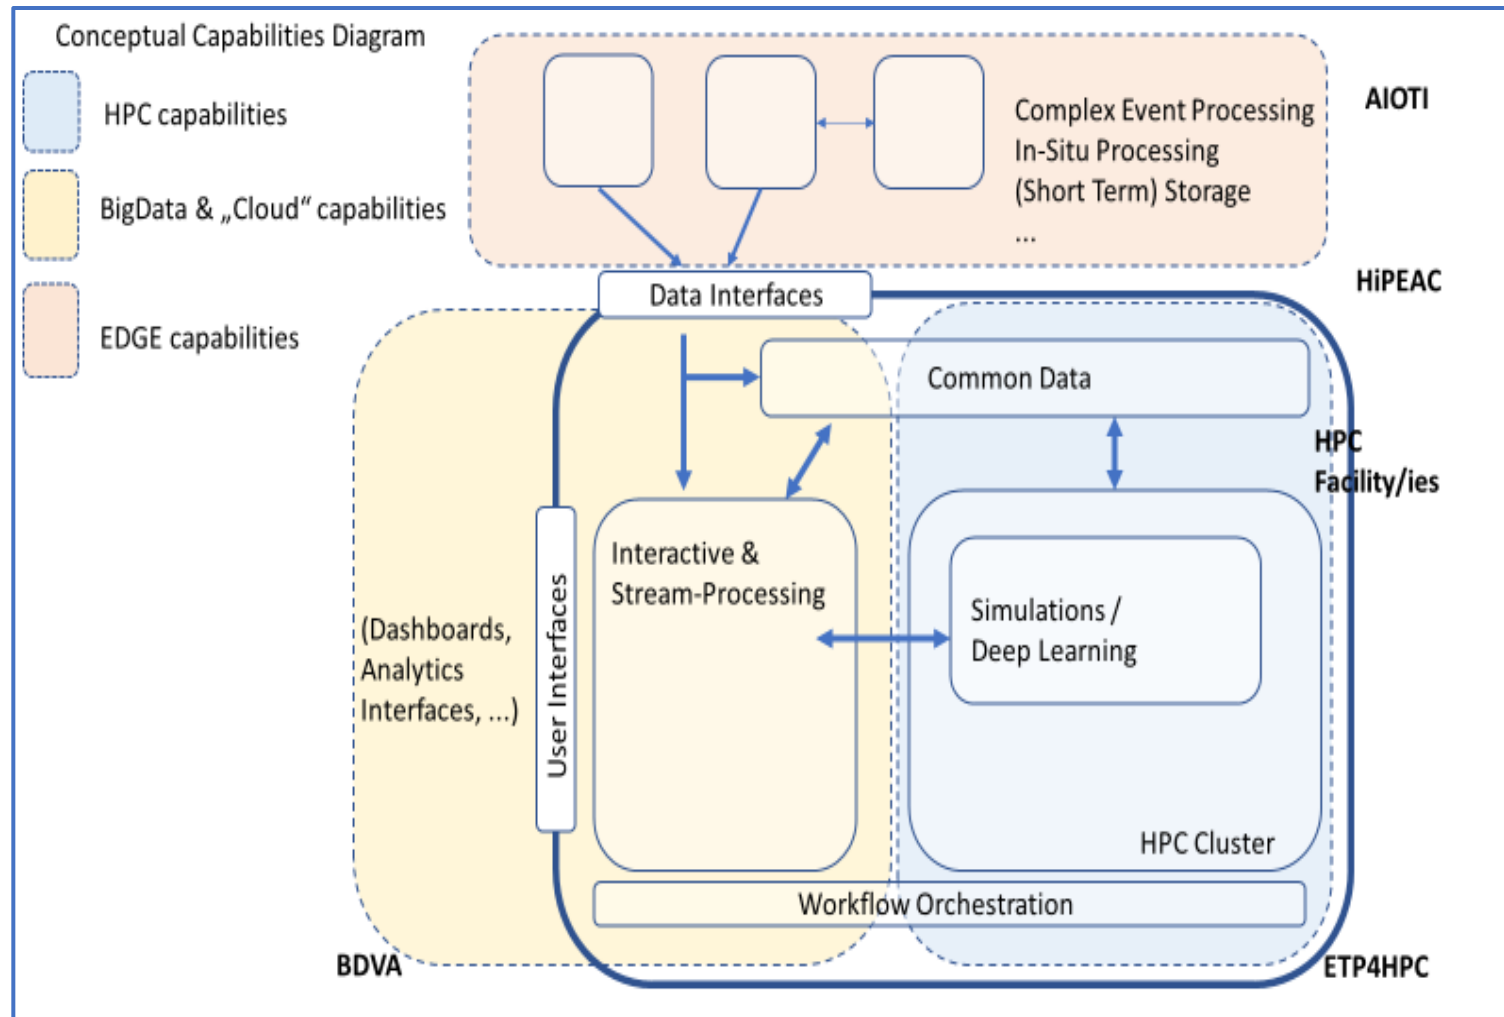 Conceptual Capabilities Diagram
HPC capabilities
BigData & „Cloud“ capabilities
EDGE capabilities
Complex Event Processing
In-Situ Processing
(Short Term) Storage
...
AIOTI
HiPEAC
Data Interfaces
Common Data
HPC
Facility/ies
Interactive &
Stream-Processing
Simulations /
Deep Learning
(Dashboards,
Analytics
Interfaces, ...)
User Interfaces
HPC Cluster
Workflow Orchestration
BDVA
ETP4HPC